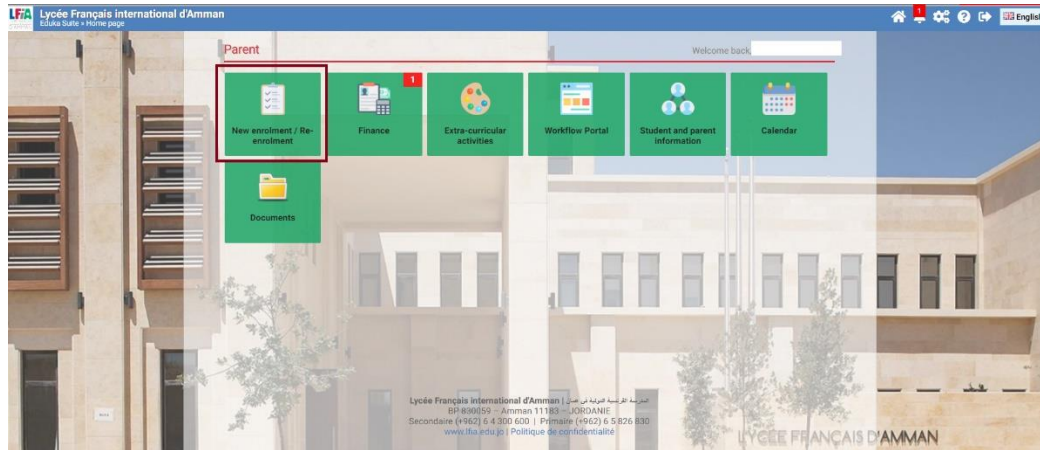 LFiA
Lycée Français international d'Amman
Eduka Suite » Home page
1
English
Parent
Welcome back
New enrolment / Re-
enrolment
1
Finance
Extra-curricular
activities
Workflow Portal
Student and parent
information
Calendar
Documents
Lycée Français international d'Amman | المدرسة الفرنسية الدولية في عمان
BP 830059 – Amman 11183 – JORDANIE
Secondaire (+962) 6 4 300 600 | Primaire (+962) 6 5 826 830
www.lfia.edu.jo | Politique de confidentialité
LYCÉE FRANÇAIS D'AMMAN